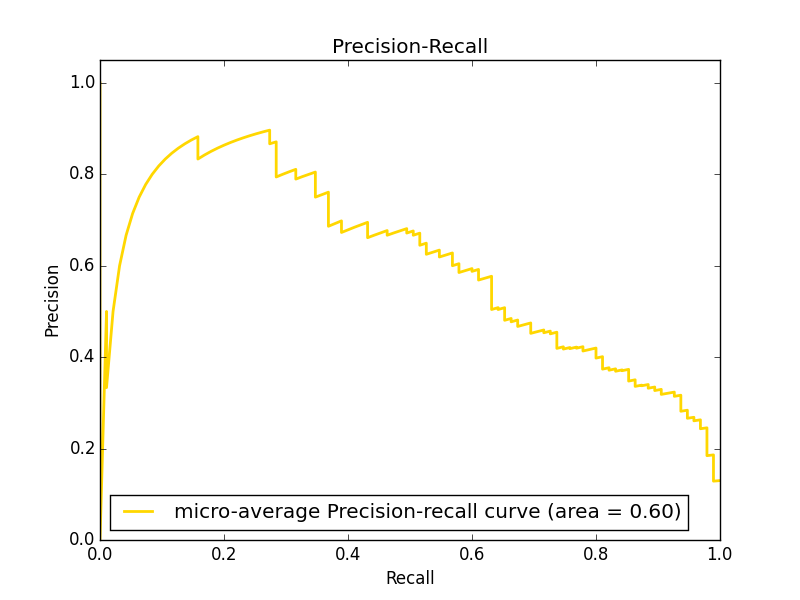 Precision-Recall
1.0
0.8
0.6
0.4
0.2
0.0
Precision
micro-average Precision-recall curve (area = 0.60)
0.0 0.2 0.4 0.6 0.8 1.0
Recall